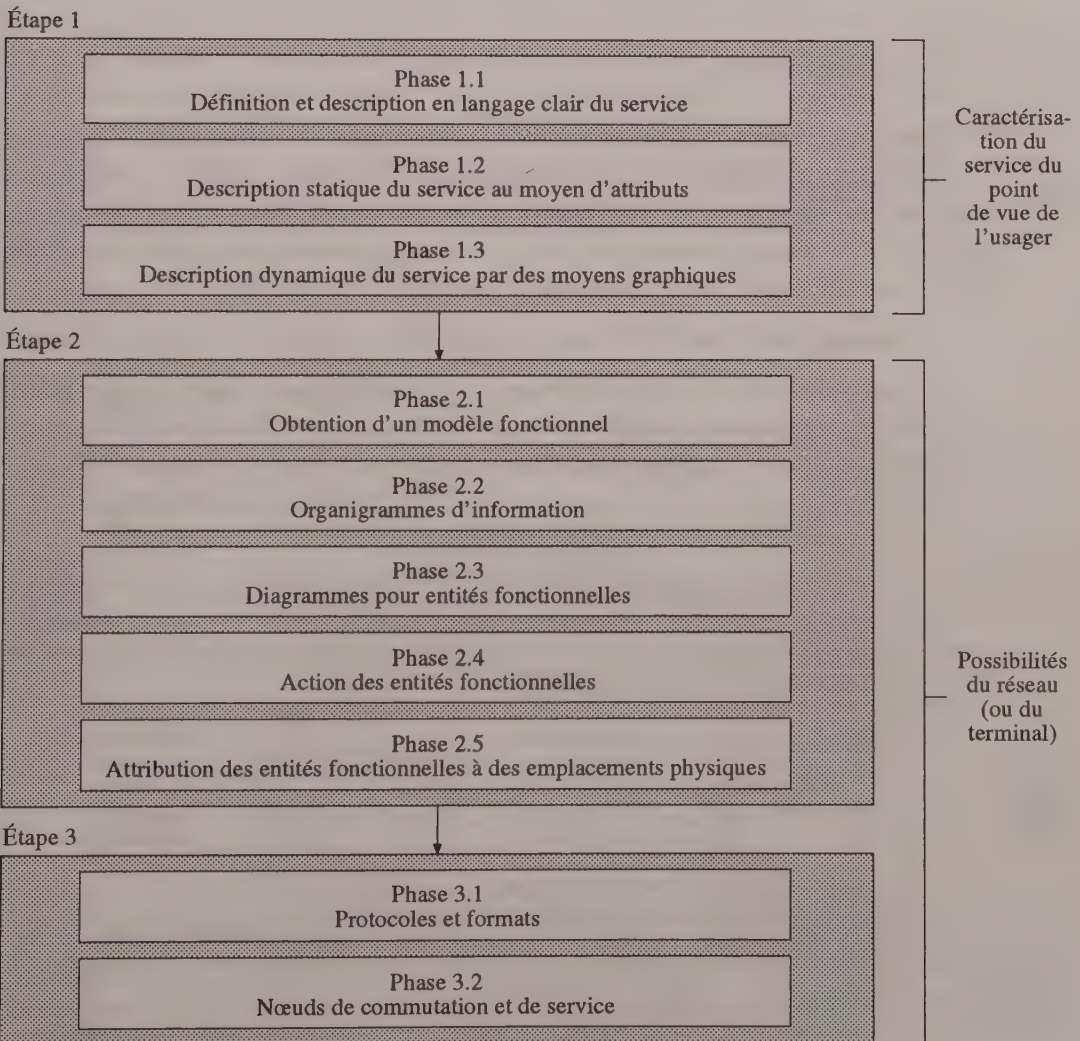 Étape 1
Phase 1.1
Définition et description en langage clair du service
Phase 1.2
Description statique du service au moyen d'attributs
Phase 1.3
Description dynamique du service par des moyens graphiques
Caractérisa-
tion du
service du
point
de vue de
l'usager
Étape 2
Phase 2.1
Obtention d'un modèle fonctionnel
Phase 2.2
Organigrammes d'information
Phase 2.3
Diagrammes pour entités fonctionnelles
Phase 2.4
Action des entités fonctionnelles
Phase 2.5
Attribution des entités fonctionnelles à des emplacements physiques
Possibilités
du réseau
(ou du
terminal)
Étape 3
Phase 3.1
Protocoles et formats
Phase 3.2
Nœuds de commutation et de service